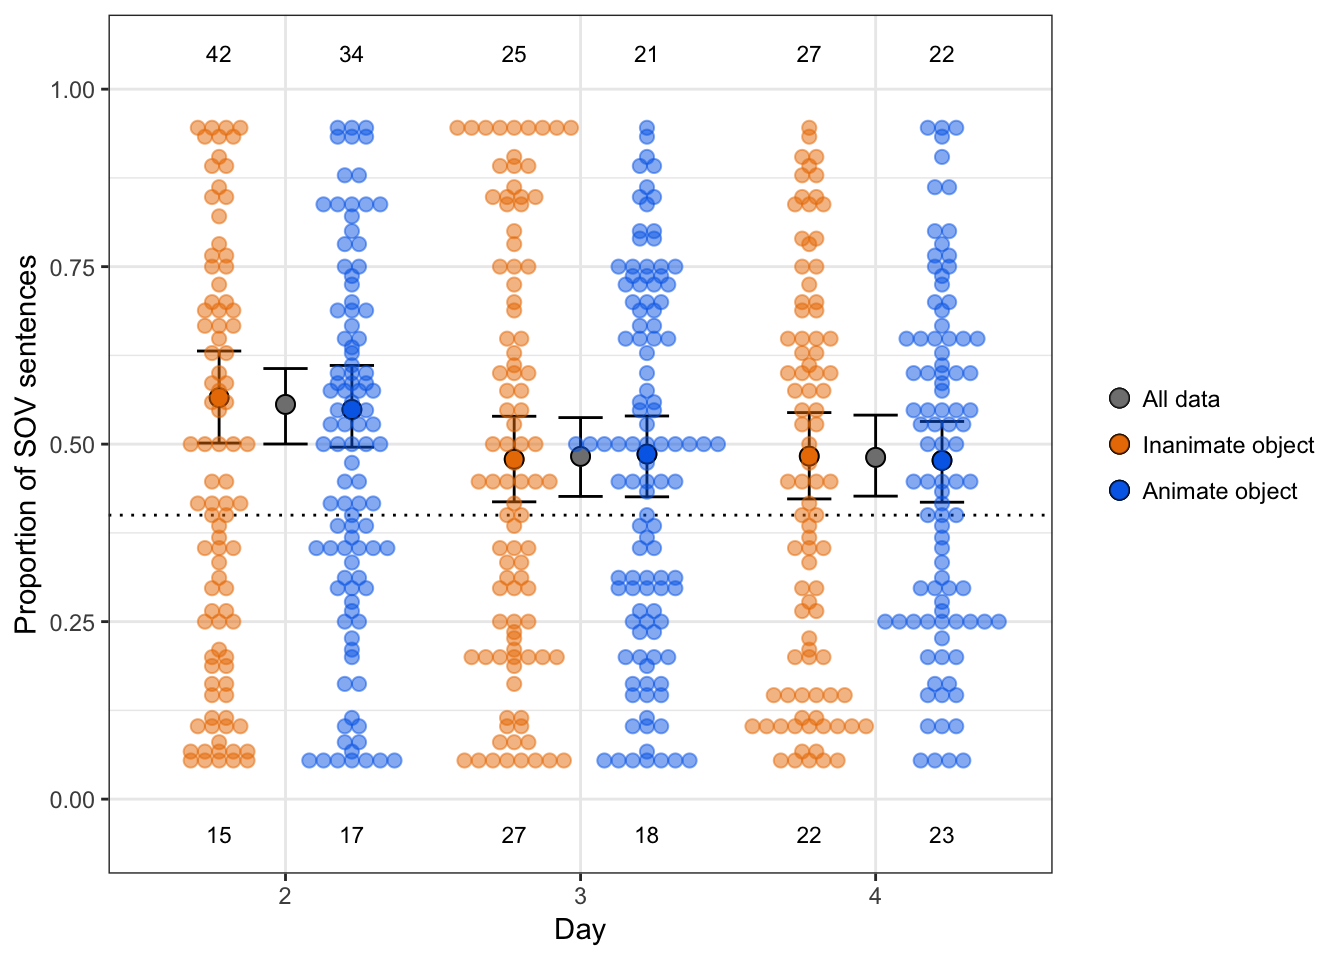 42 34 25 21 27 22
1.00
0.75
0.50
0.25
0.00
Proportion of SOV sentences
15 17 27 18 22 23
2 3 4
Day
All data
Inanimate object
Animate object